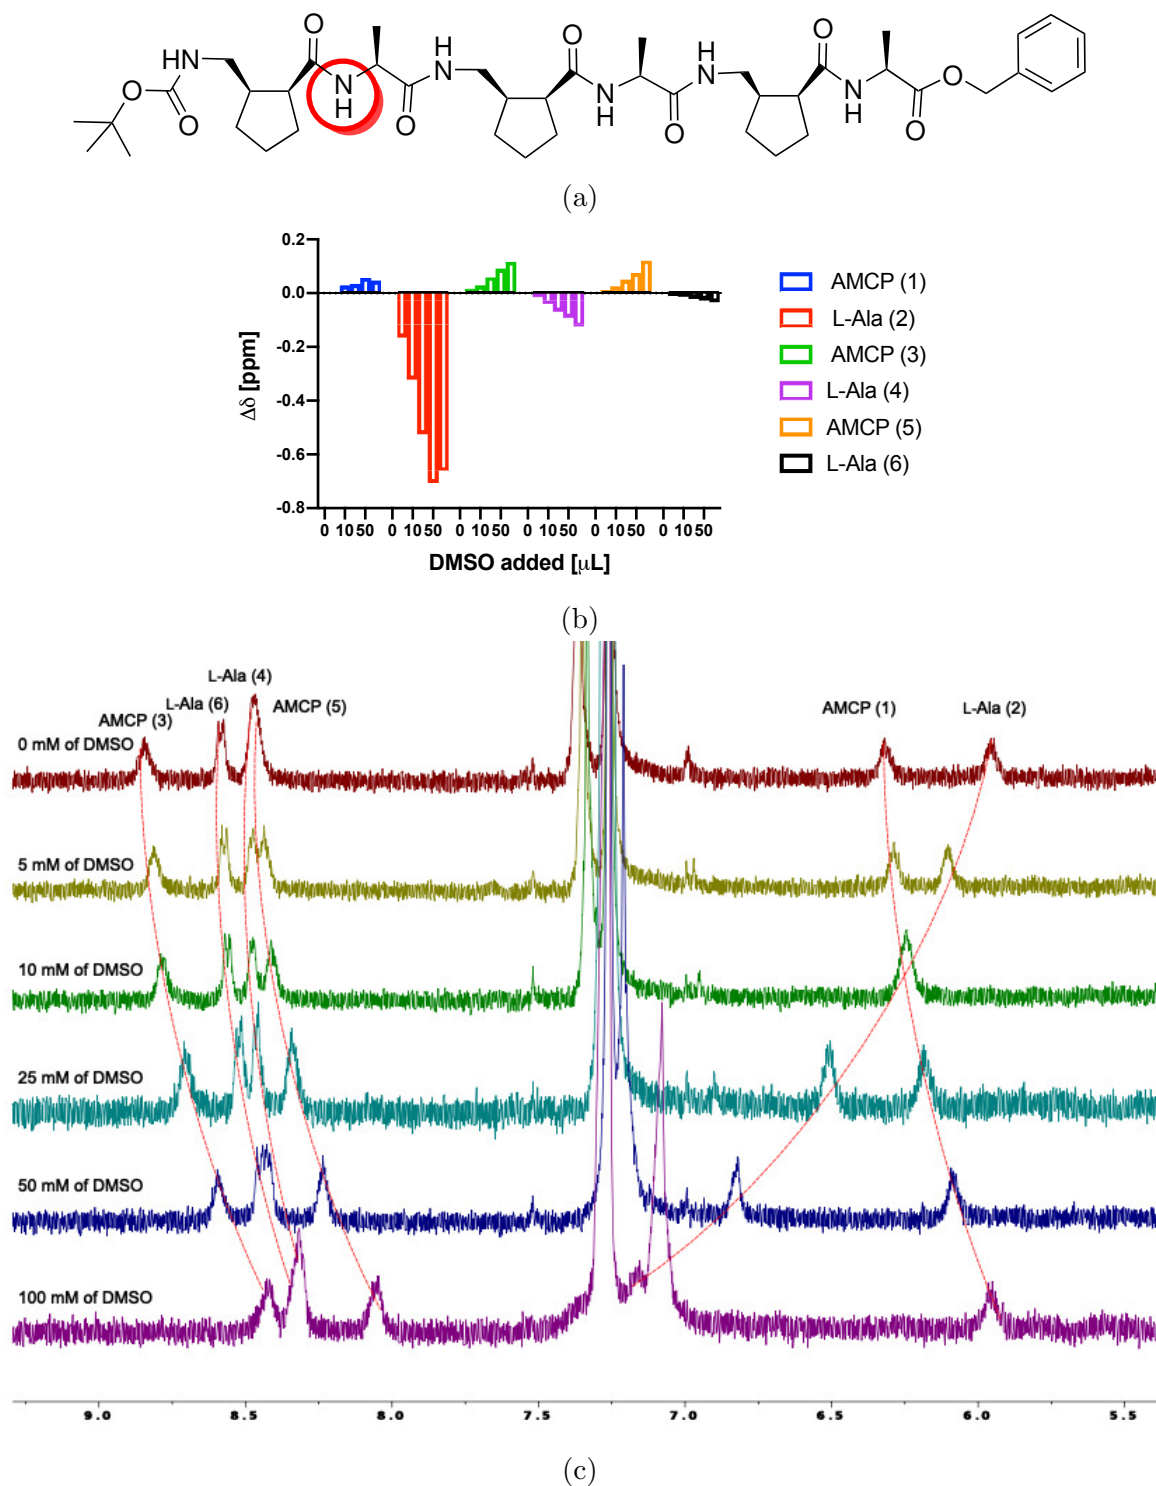 O
H
N
O
N
H
O
H
N
O
N
H
O
H
N
O
N
H
O
O
O
O
(a)
0.2
0.0
-0.2
-0.4
-0.6
-0.8
Δδ [ppm]
0 10 50 0 10 50 0 10 50 0 10 50 0 10 50 0 10 50
DMSO added [μL]
AMCP (1)
L-Ala (2)
AMCP (3)
L-Ala (4)
AMCP (5)
L-Ala (6)
(b)
L-Ala (4)
L-Ala (6)
AMCP (3)
AMCP (5)
AMCP (1)
L-Ala (2)
0 mM of DMSO
5 mM of DMSO
10 mM of DMSO
25 mM of DMSO
50 mM of DMSO
100 mM of DMSO
9.0 8.5 8.0 7.5 7.0 6.5 6.0 5.5
(c)